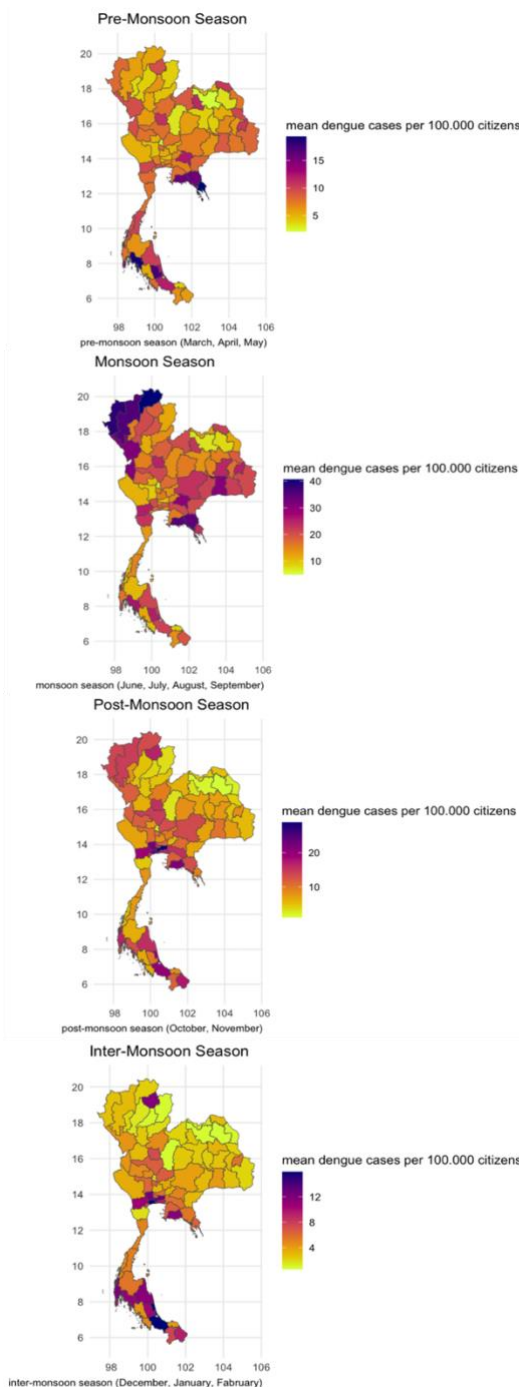 Pre-Monsoon Season
20
18
16
14
12
10
8
6
98 100 102 104 106
pre-monsoon season (March, April, May)
mean dengue cases per 100.000 citizens
15
10
5
Monsoon Season
20
18
16
14
12
10
8
6
98 100 102 104 106
monsoon season (June, July, August, September)
mean dengue cases per 100.000 citizens
40
30
20
10
Post-Monsoon Season
20
18
16
14
12
10
8
6
98 100 102 104 106
post-monsoon season (October, November)
mean dengue cases per 100.000 citizens
20
10
Inter-Monsoon Season
20
18
16
14
12
10
8
6
98 100 102 104 106
inter-monsoon season (December, January, Fabruary)
mean dengue cases per 100.000 citizens
12
8
4